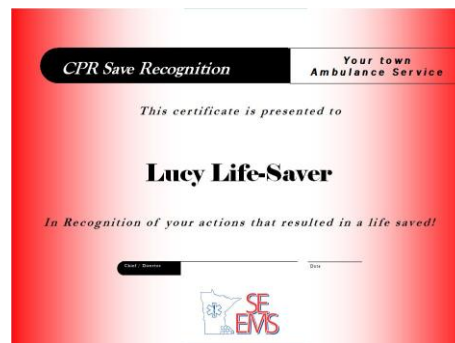 CPR Save Recognition
Your town
Ambulance Service
This certificate is presented to
Lucy Life-Saver
In Recognition of your actions that resulted in a life saved!
Chief / Director
Date
SE
EMS